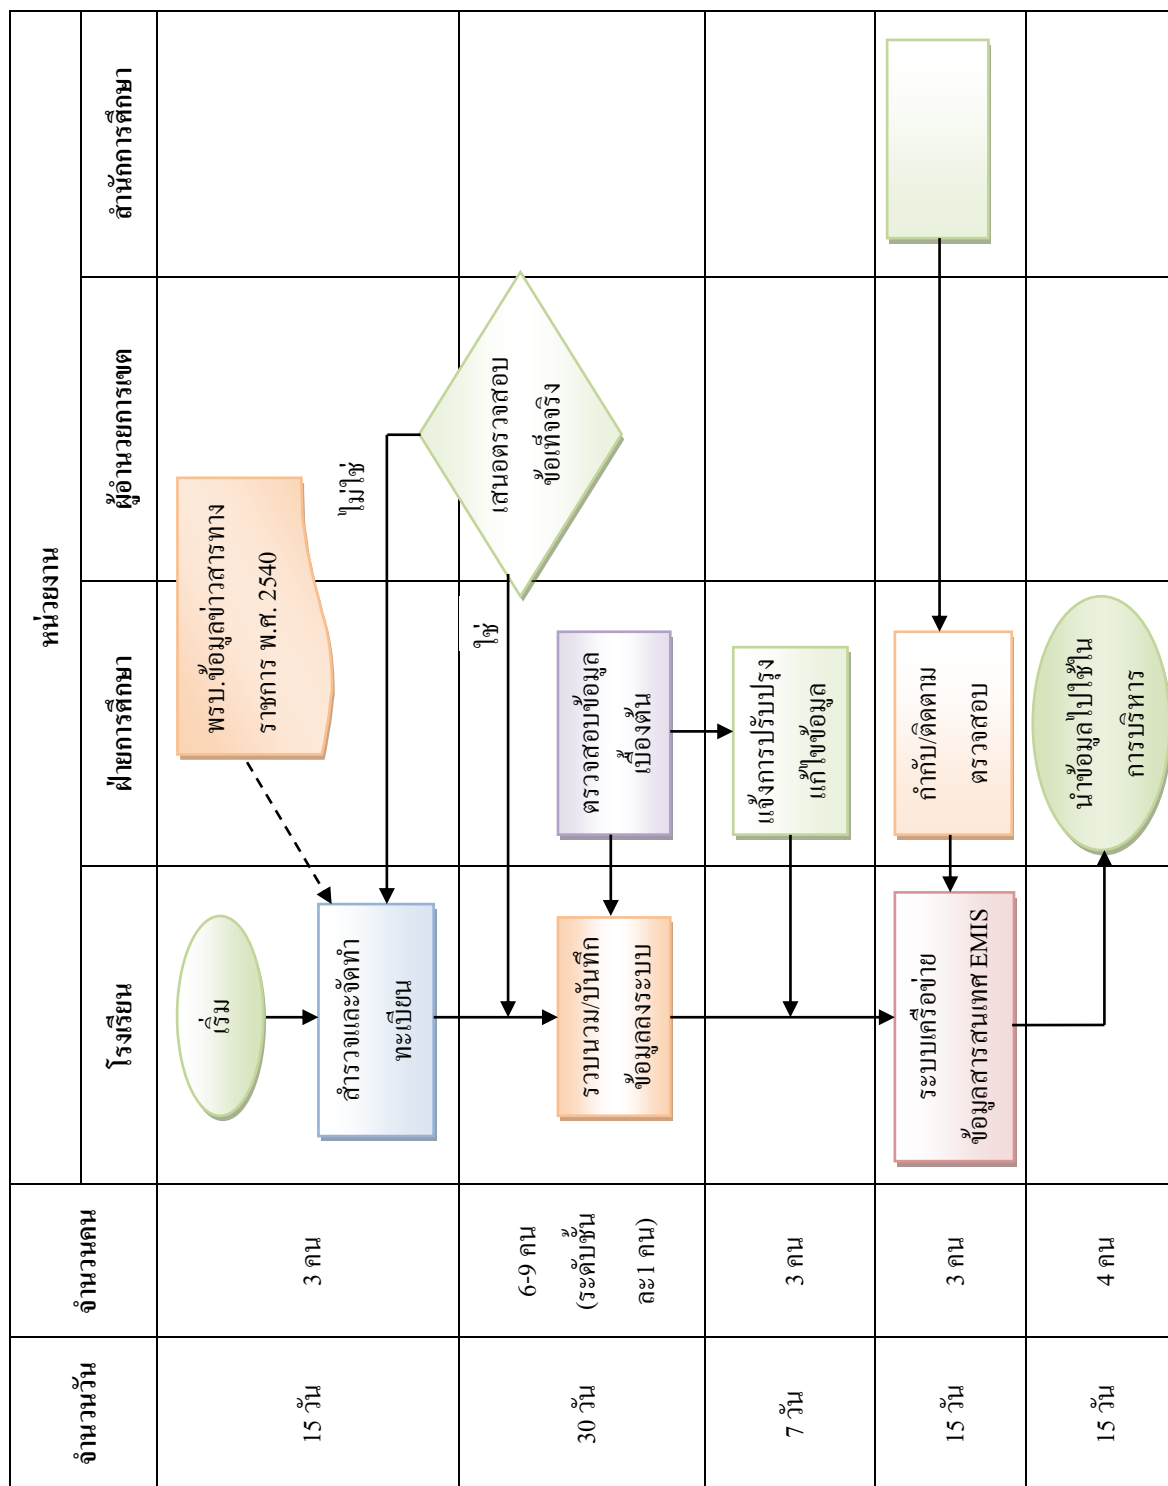 จำนวนวัน
จำนวนคน
หน่วยงาน
โรงเรียน
ฝ่ายการศึกษา
ผู้อำนวยการเขต
สำนักการศึกษา
15 วัน
3 คน
เริ่ม
สำรวจและจัดทำ
ทะเบียน
พรบ.ข้อมูลข่าวสารทาง
ราชการ พ.ศ. 2540
ไม่ใช่
30 วัน
6-9 คน
(ระดับชั้น
ละ1 คน)
ใช่
รวบนวม/บันทึก
ข้อมูลลงระบบ
ตรวจสอบข้อมูล
เบื้องต้น
เสนอตรวจสอบ
ข้อเท็จจริง
7 วัน
3 คน
แจ้งการปรับปรุง
แก้ไขข้อมูล
15 วัน
3 คน
ระบบเครือข่าย
ข้อมูลสารสนเทศ EMIS
กำกับ/ติดตาม
ตรวจสอบ
15 วัน
4 คน
นำข้อมูลไปใช้ใน
การบริหาร